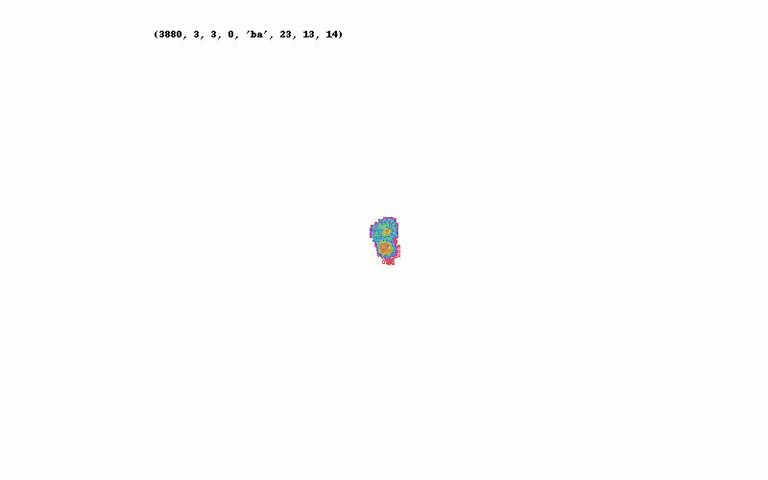 (3880, 3, 3, 0, 'ba', 23, 13, 14)